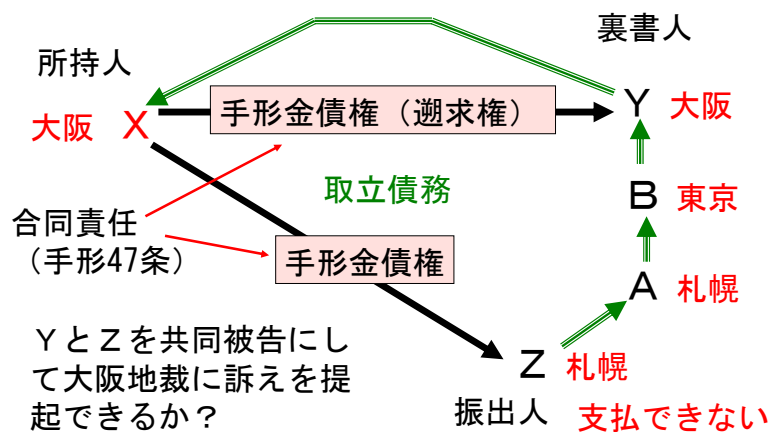 裏書人
所持人
大阪 Ｘ
手形金債権（遡求権）
Ｙ 大阪
取立債務
Ｂ 東京
合同責任
（手形47条）
手形金債権
Ａ 札幌
ＹとＺを共同被告にし
て大阪地裁に訴えを提
起できるか？
Ｚ 札幌
振出人 支払できない